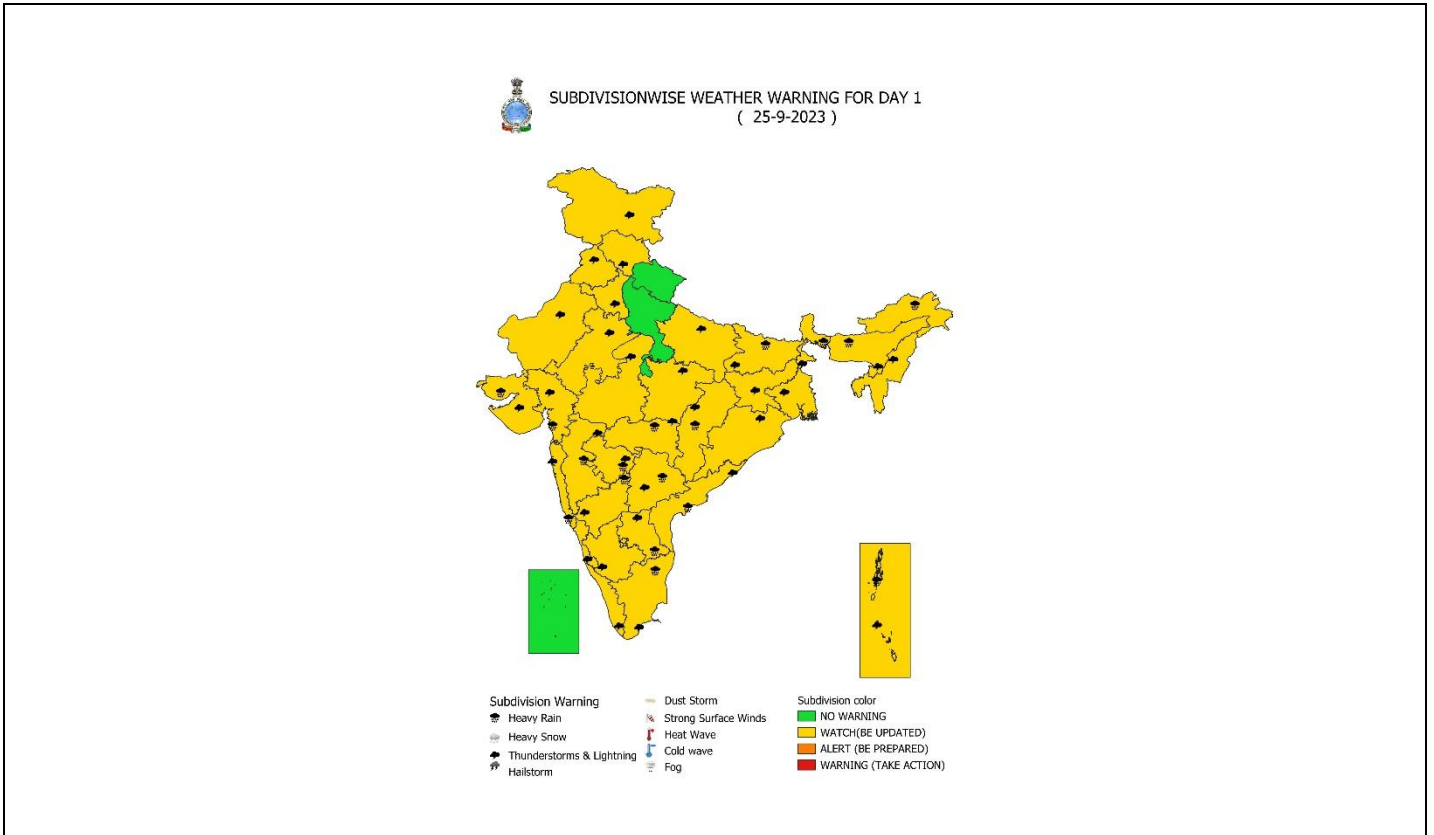 SUBDIVISIONWISE WEATHER WARNING FOR DAY 1
( 25-9-2023 )
Subdivision Warning
Heavy Rain
Heavy Snow
Thunderstorms & Lightning
Hailstorm
Dust Storm
Strong Surface Winds
Heat Wave
Cold wave
Fog
Subdivision color
NO WARNING
WATCH(BE UPDATED)
ALERT (BE PREPARED)
WARNING (TAKE ACTION)